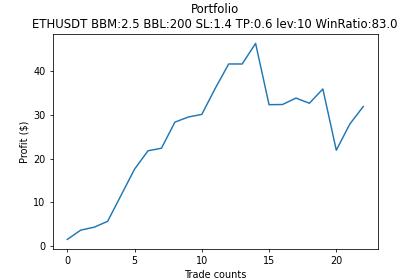 Portfolio
ETHUSDT BBM:2.5 BBL:200 SL:1.4 TP:0.6 lev:10 WinRatio:83.0
40
30
20
10
0
Profit ($)
0 5 10 15 20
Trade counts